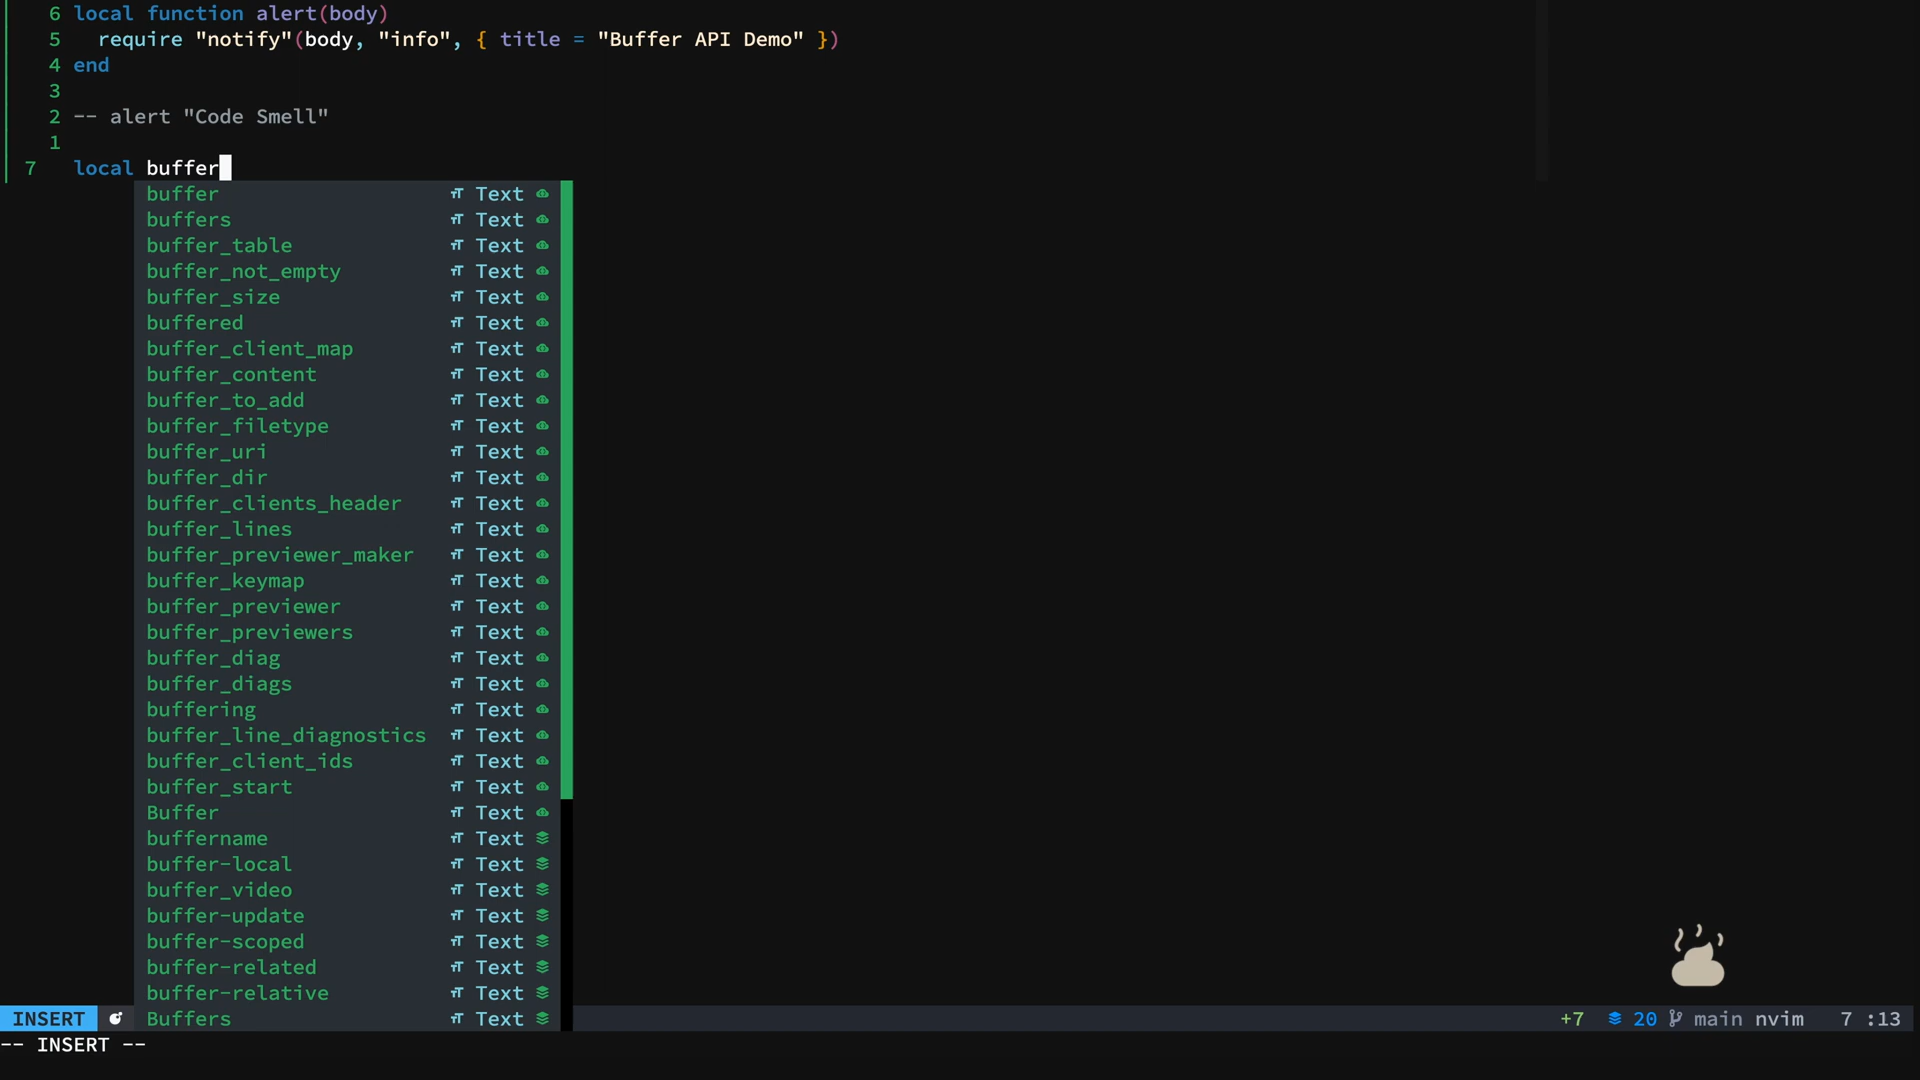 6 local function alert(body)
5   require "notify"(body, "info", { title = "Buffer API Demo" })
4 end
3
2 -- alert "Code Smell"
1
7 local buffer
buffer Text
buffers Text
buffer_table Text
buffer_not_empty Text
buffer_size Text
buffered Text
buffer_client_map Text
buffer_content Text
buffer_to_add Text
buffer_filetype Text
buffer_uri Text
buffer_dir Text
buffer_clients_header Text
buffer_lines Text
buffer_previewer_maker Text
buffer_keymap Text
buffer_previewer Text
buffer_previewers Text
buffer_diag Text
buffer_diags Text
buffering Text
buffer_line_diagnostics Text
buffer_client_ids Text
buffer_start Text
Buffer Text
buffername Text
buffer-local Text
buffer_video Text
buffer-update Text
buffer-scoped Text
buffer-related Text
buffer-relative Text
Buffers Text
INSERT +7 20 main nvim 7 :13
-- INSERT --